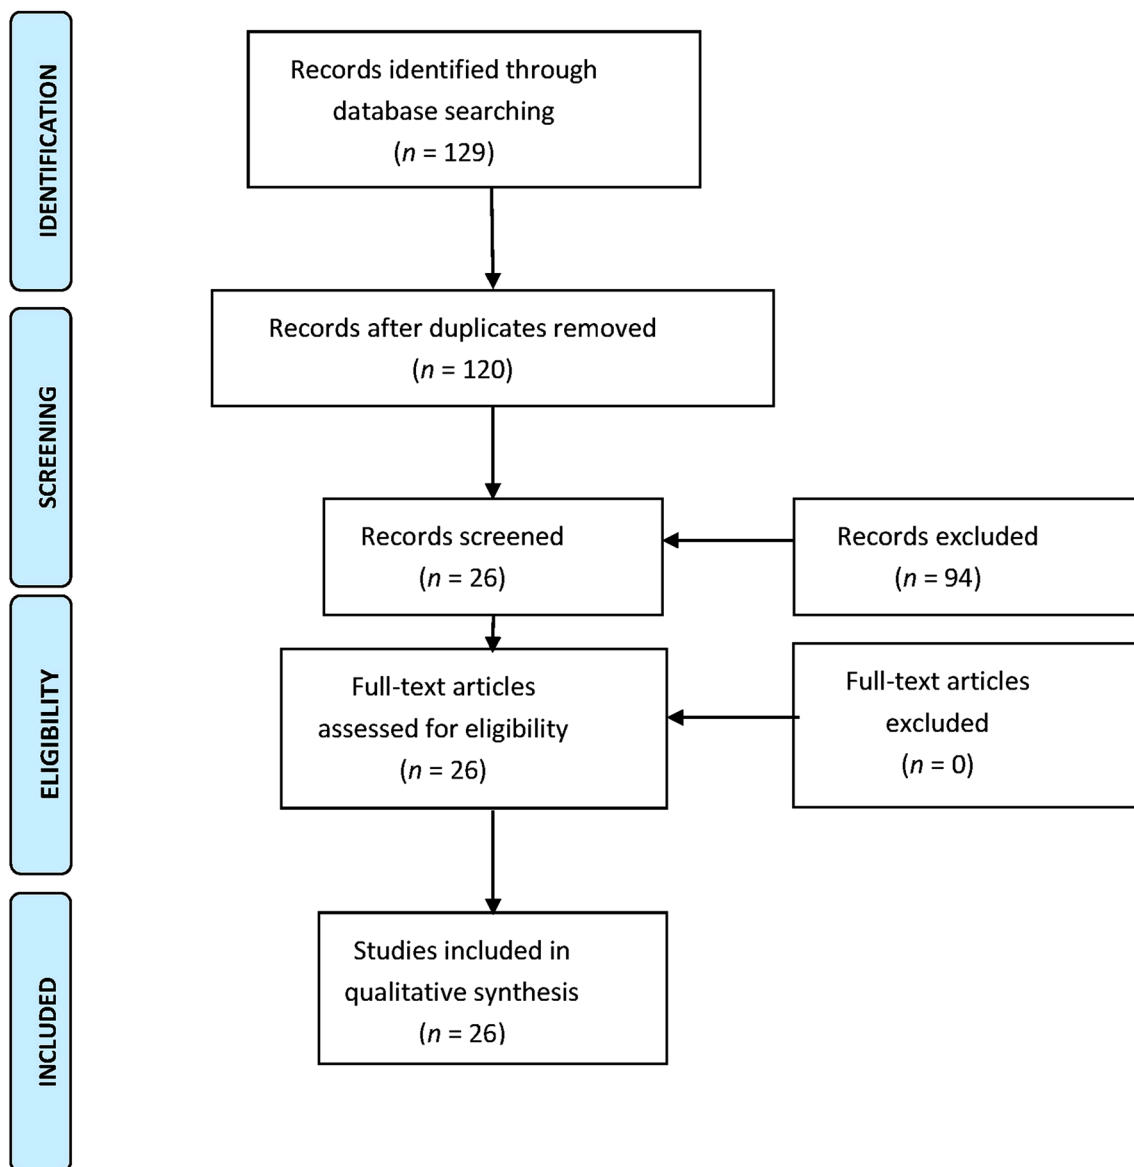 IDENTIFICATION
Records identified through
database searching
(n = 129)
SCREENING
Records after duplicates removed
(n = 120)
Records screened
(n = 26)
Records excluded
(n = 94)
ELIGIBILITY
Full-text articles
assessed for eligibility
(n = 26)
Full-text articles
excluded
(n = 0)
INCLUDED
Studies included in
qualitative synthesis
(n = 26)